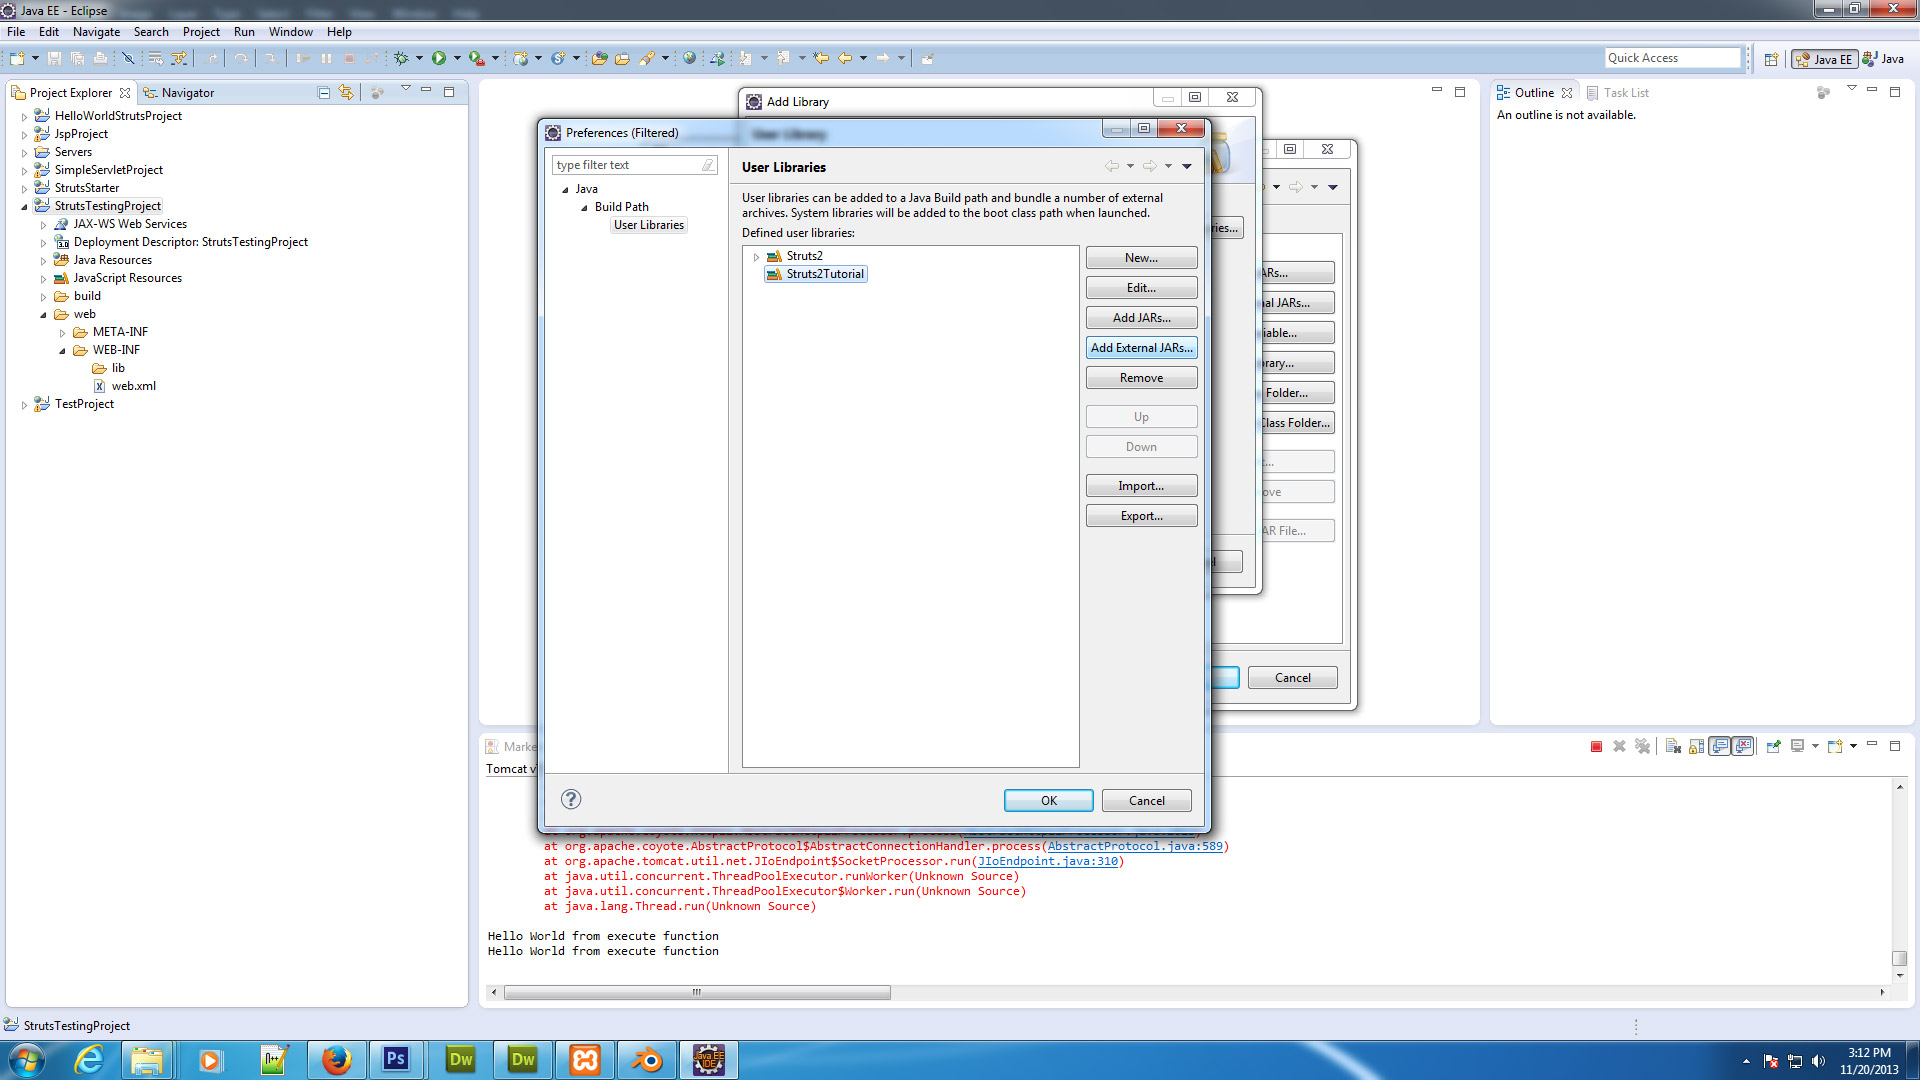 Java EE - Eclipse
File Edit Navigate Search Project Run Window Help
Quick Access
Java EE
Java
Project Explorer
Navigator
HelloWorldStrutsProject
JspProject
Servers
SimpleServletProject
StrutsStarter
StrutsTestingProject
JAX-WS Web Services
Deployment Descriptor: StrutsTestingProject
Java Resources
JavaScript Resources
build
web
META-INF
WEB-INF
lib
web.xml
TestProject
Add Library
User Library
Preferences (Filtered)
type filter text
Java
Build Path
User Libraries
User Libraries
User libraries can be added to a Java Build path and bundle a number of external
archives. System libraries will be added to the boot class path when launched.
Defined user libraries:
Struts2
Struts2Tutorial
New...
Edit...
Add JARs...
Add External JARs...
Remove
Up
Down
Import...
Export...
OK
Cancel
ries...
ARs...
nal JARs...
iable...
rary...
Folder...
Class Folder...
ove
AR File...
Cancel
Outline
Task List
An outline is not available.
Marke
Tomcat v
at org.apache.coyote.AbstractProtocol$AbstractConnectionHandler.process(AbstractProtocol.java:589)
at org.apache.tomcat.util.net.JIoEndpoint$SocketProcessor.run(JIoEndpoint.java:310)
at java.util.concurrent.ThreadPoolExecutor.runWorker(Unknown Source)
at java.util.concurrent.ThreadPoolExecutor$Worker.run(Unknown Source)
at java.lang.Thread.run(Unknown Source)
Hello World from execute function
Hello World from execute function
StrutsTestingProject
Ps
Dw
Dw
Java EE
IDE
3:12 PM
11/20/2013